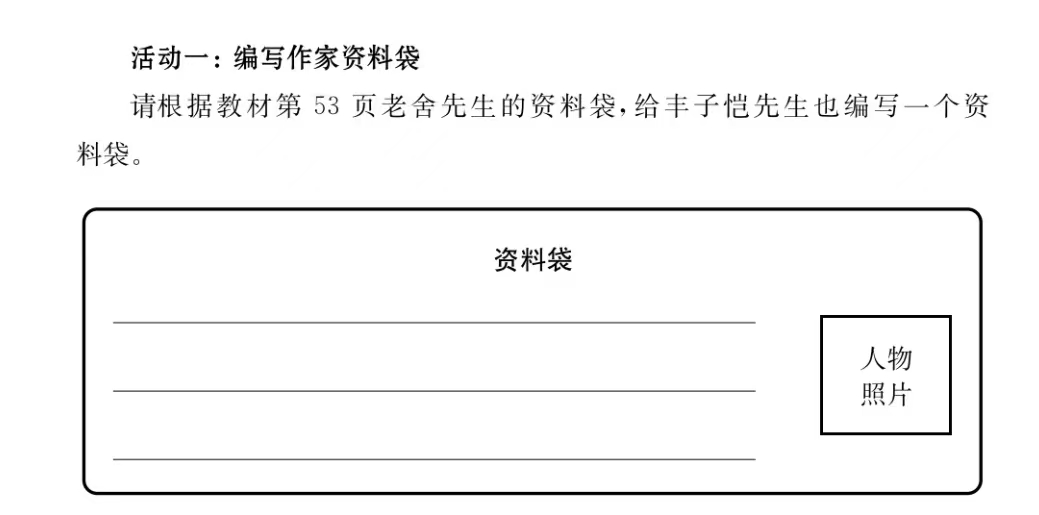 活动一：编写作家资料袋
请根据教材第 53 页老舍先生的资料袋，给丰子恺先生也编写一个资
料袋。
资料袋
人物
照片